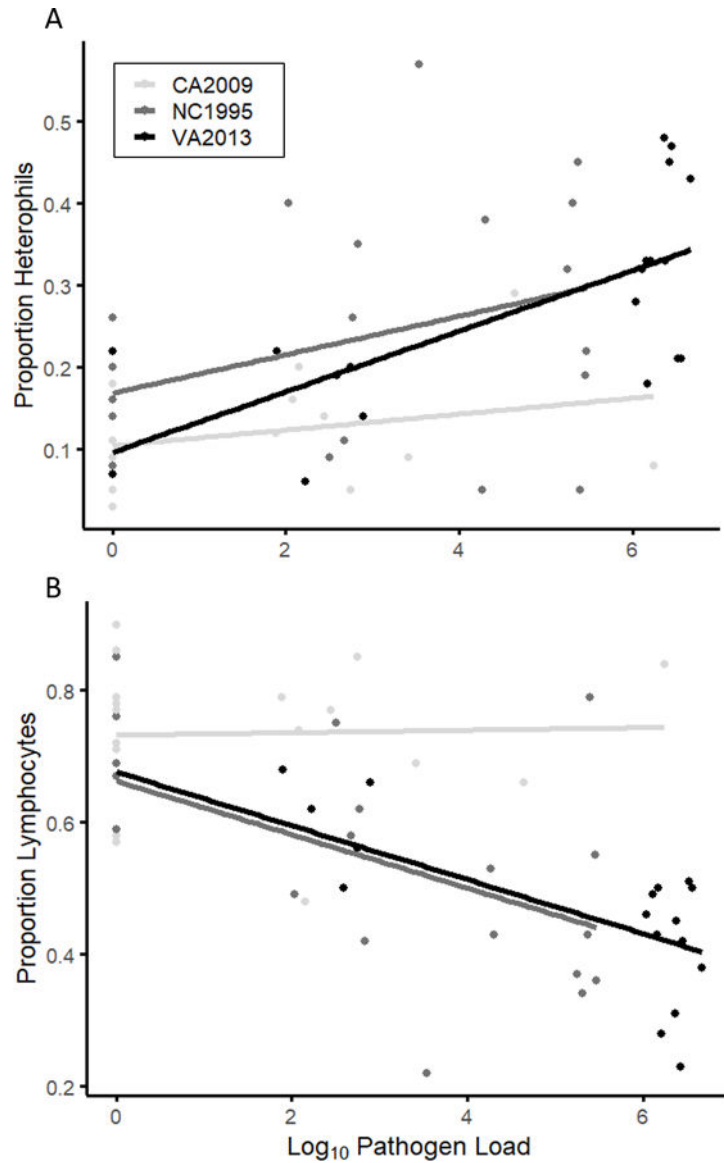 A
CA2009
NC1995
VA2013
Proportion Heterophils
0.5
0.4
0.3
0.2
0.1
0
2
4
6
B
Proportion Lymphocytes
0.8
0.6
0.4
0.2
0
2
4
6
Log₁₀ Pathogen Load